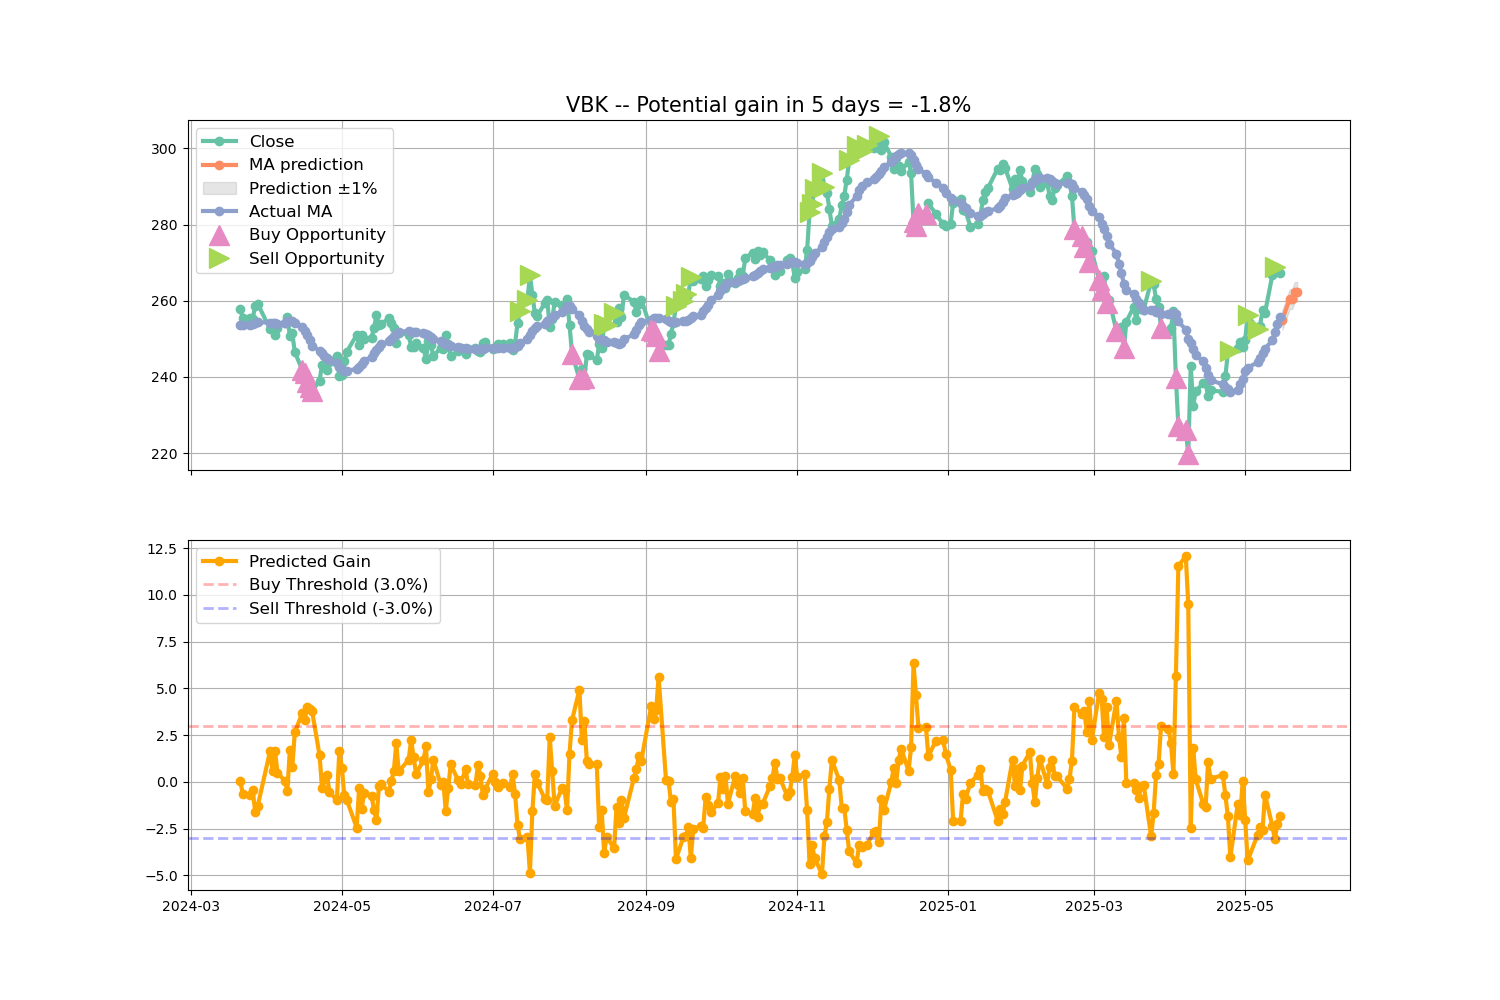 VBK -- Potential gain in 5 days = -1.8%
Close
MA prediction
Prediction ±1%
Actual MA
Buy Opportunity
Sell Opportunity
300
280
260
240
220
Predicted Gain
Buy Threshold (3.0%)
Sell Threshold (-3.0%)
12.5
10.0
7.5
5.0
2.5
0.0
−2.5
−5.0
2024-03 2024-05 2024-07 2024-09 2024-11 2025-01 2025-03 2025-05